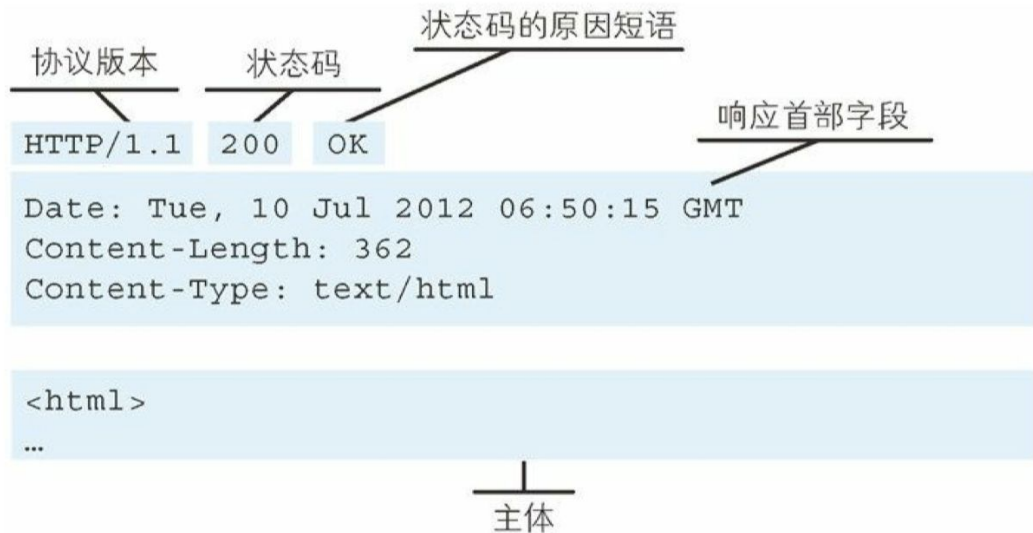 状态码的原因短语
协议版本 状态码
响应首部字段
HTTP/1.1 200 OK
Date: Tue, 10 Jul 2012 06:50:15 GMT
Content-Length: 362
Content-Type: text/html
<html>
…
主体